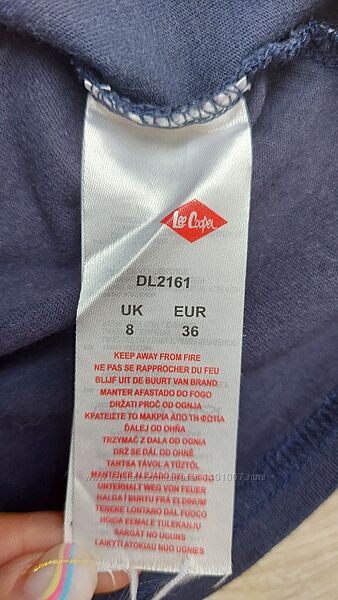 Lee Cooper
DL2161
UK EUR
8 36
KEEP AWAY FROM FIRE
NE PAS SE RAPPROCHER DU FEU
BLIJF UIT DE BUURT VAN BRAND
MANTER AFASTADO DO FOGO
DRŽATI PROČ OD OGNJA
ΚΡΑΤΕΙΣΤΕ ΤΟ ΜΑΚΡΙΑ ΑΠΟ ΤΗ ΦΩΤΙΑ
ĎALEJ OD OHŇA
TRZYMAĆ Z DALA OD OGNIA
DRŽ SE DÁL OD OHNĚ
TARTSA TÁVOL A TŰZTŐL
MANTENER ALEJADO DEL FUEGO
UNTERHALT WEG VON FEUER
HALDA Í BURTU FRÁ ELDINUM
TENERE LONTANO DAL FUOCO
HOIDA EEMALE TULEKAHJU
SARGĀT NO UGUNS
LAIKYTI ATOKIAU NUO UGNIES